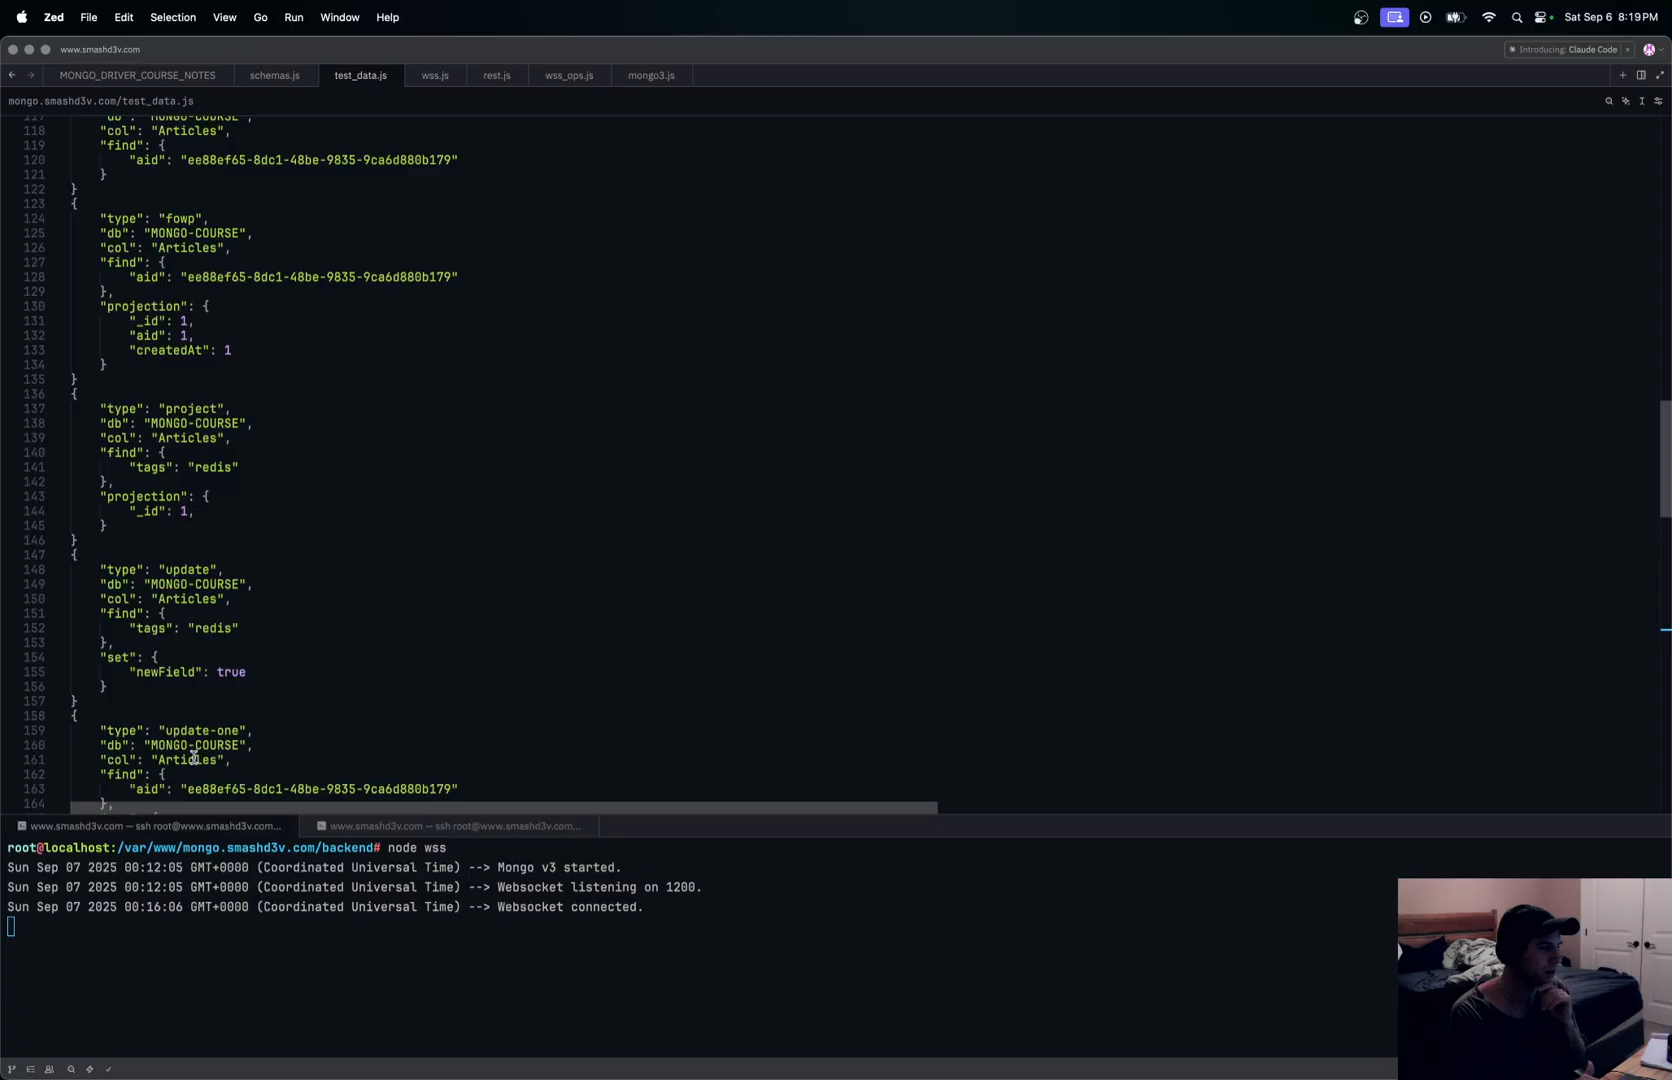 Zed File Edit Selection View Go Run Window Help Sat Sep 6 8:19 PM
www.smashd3v.com Introducing: Claude Code
MONGO_DRIVER_COURSE_NOTES schemas.js test_data.js wss.js rest.js wss_ops.js mongo3.js
mongo.smashd3v.com/test_data.js
117 "db": "MONGO-COURSE",
118 "col": "Articles",
119 "find": {
120 "aid": "ee88ef65-8dc1-48be-9835-9ca6d880b179"
121 }
122 }
123 {
124 "type": "fowp",
125 "db": "MONGO-COURSE",
126 "col": "Articles",
127 "find": {
128 "aid": "ee88ef65-8dc1-48be-9835-9ca6d880b179"
129 },
130 "projection": {
131 "_id": 1,
132 "aid": 1,
133 "createdAt": 1
134 }
135 }
136 {
137 "type": "project",
138 "db": "MONGO-COURSE",
139 "col": "Articles",
140 "find": {
141 "tags": "redis"
142 },
143 "projection": {
144 "_id": 1,
145 }
146 }
147 {
148 "type": "update",
149 "db": "MONGO-COURSE",
150 "col": "Articles",
151 "find": {
152 "tags": "redis"
153 },
154 "set": {
155 "newField": true
156 }
157 }
158 {
159 "type": "update-one",
160 "db": "MONGO-COURSE",
161 "col": "Articles",
162 "find": {
163 "aid": "ee88ef65-8dc1-48be-9835-9ca6d880b179"
164 },
www.smashd3v.com — ssh root@www.smashd3v.com... www.smashd3v.com — ssh root@www.smashd3v.com...
root@localhost:/var/www/mongo.smashd3v.com/backend# node wss
Sun Sep 07 2025 00:12:05 GMT+0000 (Coordinated Universal Time) --> Mongo v3 started.
Sun Sep 07 2025 00:12:05 GMT+0000 (Coordinated Universal Time) --> Websocket listening on 1200.
Sun Sep 07 2025 00:16:06 GMT+0000 (Coordinated Universal Time) --> Websocket connected.